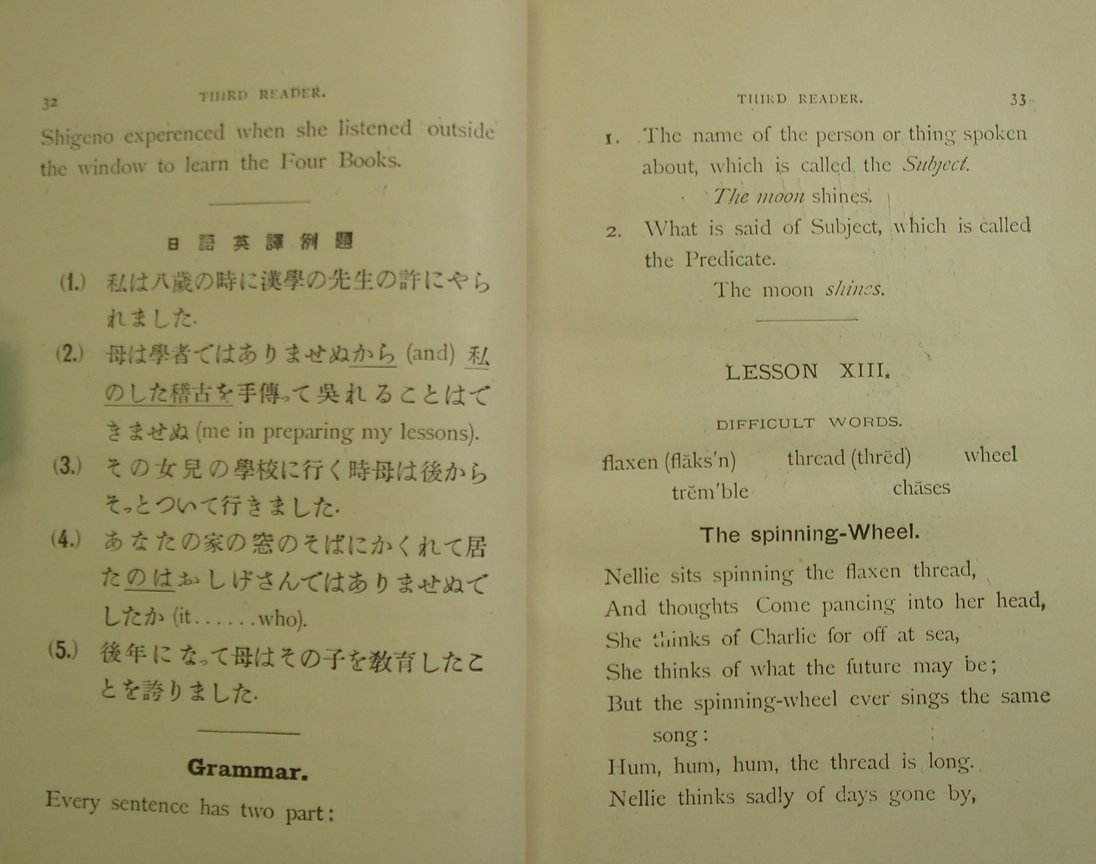 32 THIRD READER.
Shigeno experenced when she listened outside
the window to learn the Four Books.
日語英譯例題
(1.) 私は八歲の時に漢學の先生の許にやら
れました.
(2.) 母は學者ではありませぬから (and) 私
のした稽古を手傳って吳れることはで
きませぬ (me in preparing my lessons).
(3.) その女兒の學校に行く時母は後から
そっとついて行きました.
(4.) あなたの家の窓のそばにかくれて居
たのはおしげさんではありませぬで
したか (it......who).
(5.) 後年になって母はその子を敎育したこ
とを誇りました.
Grammar.
Every sentence has two part:
THIRD READER. 33
1. The name of the person or thing spoken
about, which is called the Subject.
The moon shines.
2. What is said of Subject, which is called
the Predicate.
The moon shines.
LESSON XIII.
DIFFICULT WORDS.
flaxen (flāks'n) thread (thrĕd) wheel
trĕm'ble chāses
The spinning-Wheel.
Nellie sits spinning the flaxen thread,
And thoughts Come pancing into her head,
She thinks of Charlie for off at sea,
She thinks of what the future may be;
But the spinning-wheel ever sings the same
song:
Hum, hum, hum, the thread is long.
Nellie thinks sadly of days gone by,